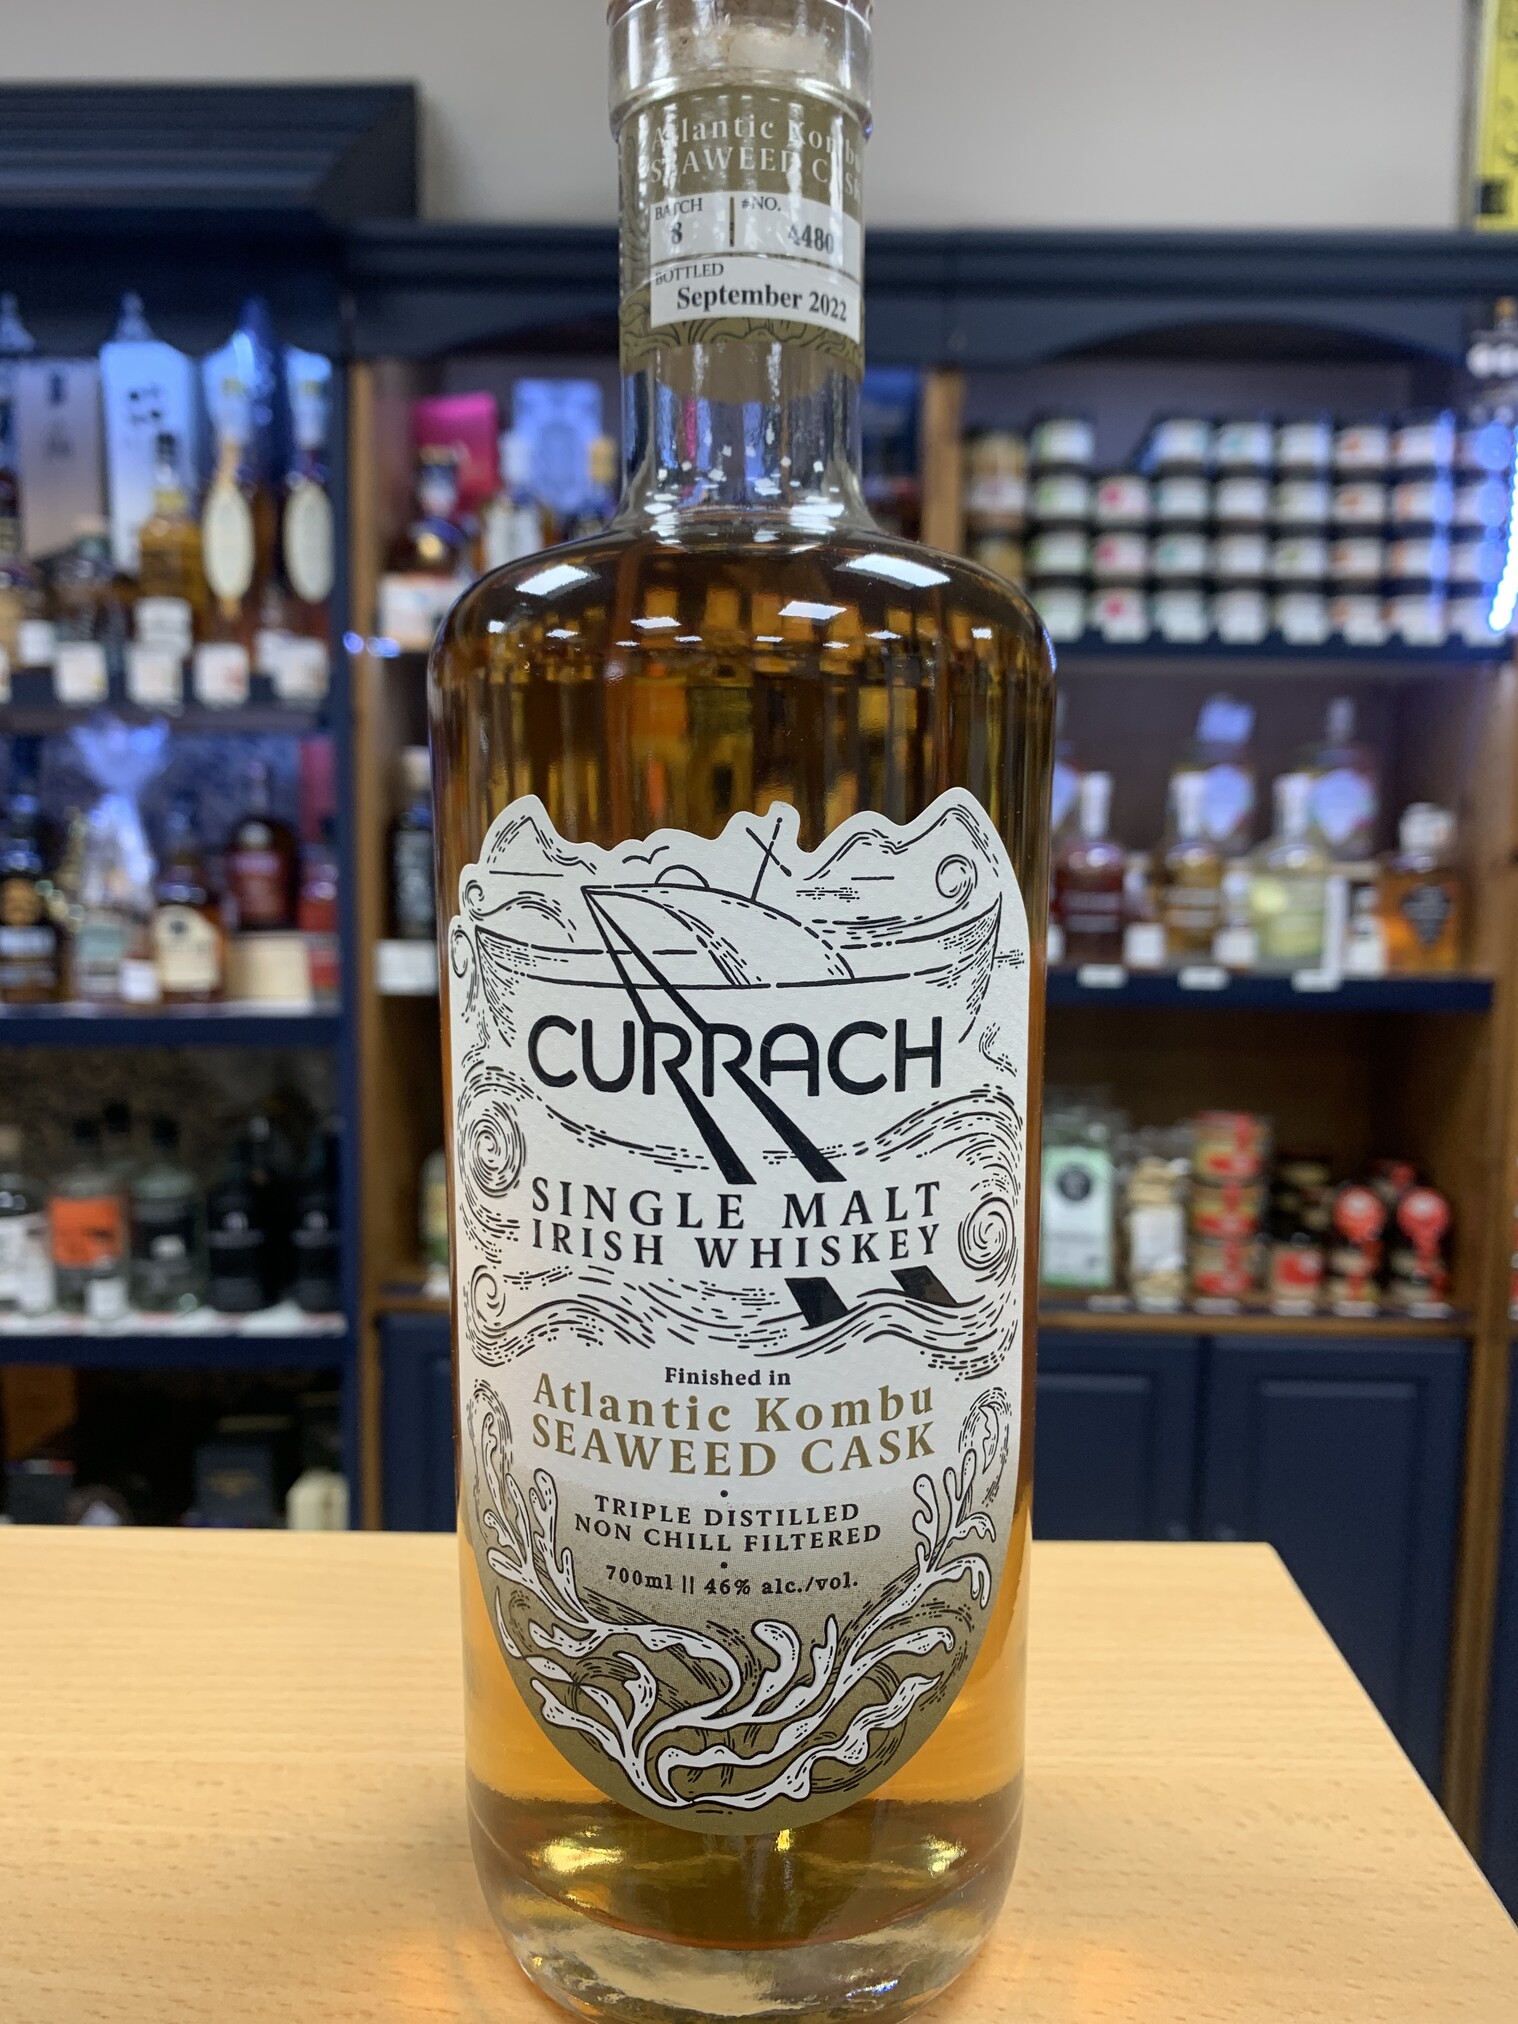 Atlantic Kombu
SEAWEED CASK
BATCH
#NO.
8
4480
BOTTLED
September 2022
CURRACH
SINGLE MALT
IRISH WHISKEY
Finished in
Atlantic Kombu
SEAWEED CASK
TRIPLE DISTILLED
NON CHILL FILTERED
700ml || 46% alc./vol.